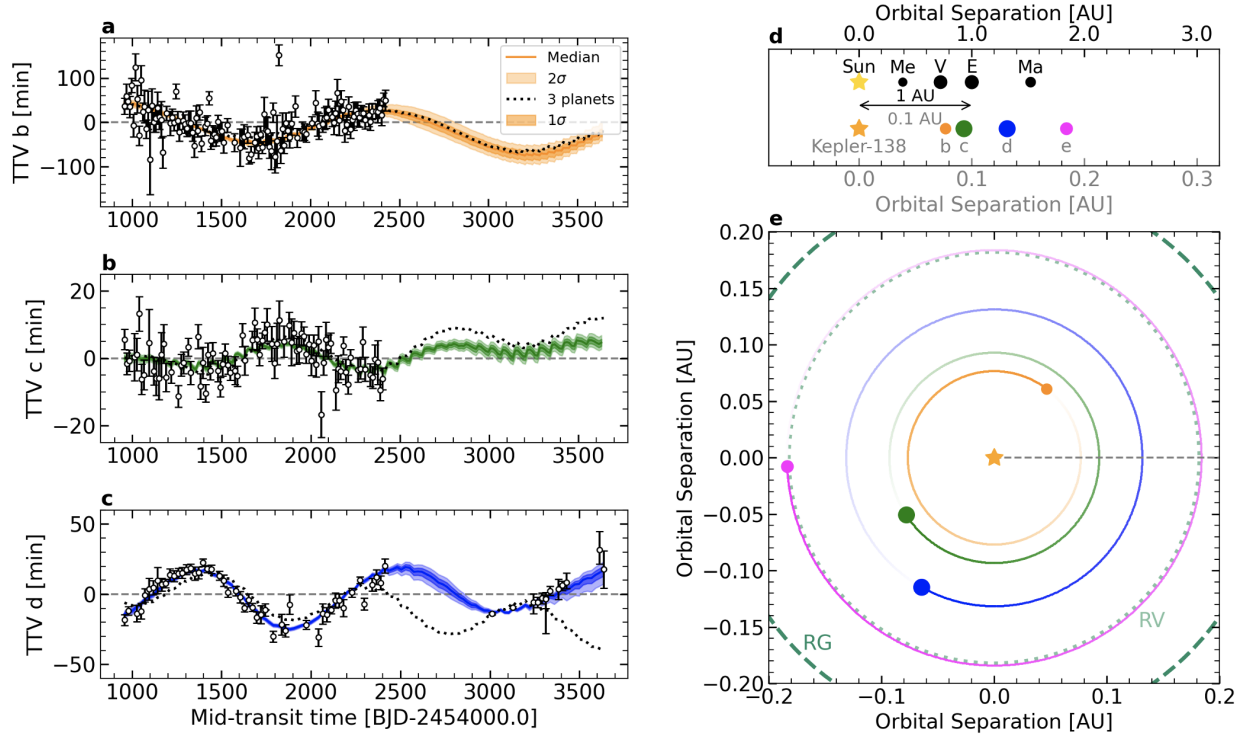 a
TTV b [min]
100
0
−100
Median
2σ
3 planets
1σ
1000 1500 2000 2500 3000 3500
b
TTV c [min]
20
0
−20
1000 1500 2000 2500 3000 3500
c
TTV d [min]
50
0
−50
1000 1500 2000 2500 3000 3500
Mid-transit time [BJD-2454000.0]
Orbital Separation [AU]
d
0.0 1.0 2.0 3.0
Sun Me V E Ma
1 AU
0.1 AU
Kepler-138 b c d e
0.0 0.1 0.2 0.3
Orbital Separation [AU]
e
Orbital Separation [AU]
0.20
0.15
0.10
0.05
0.00
−0.05
−0.10
−0.15
−0.20
RG
RV
−0.2 −0.1 0.0 0.1 0.2
Orbital Separation [AU]